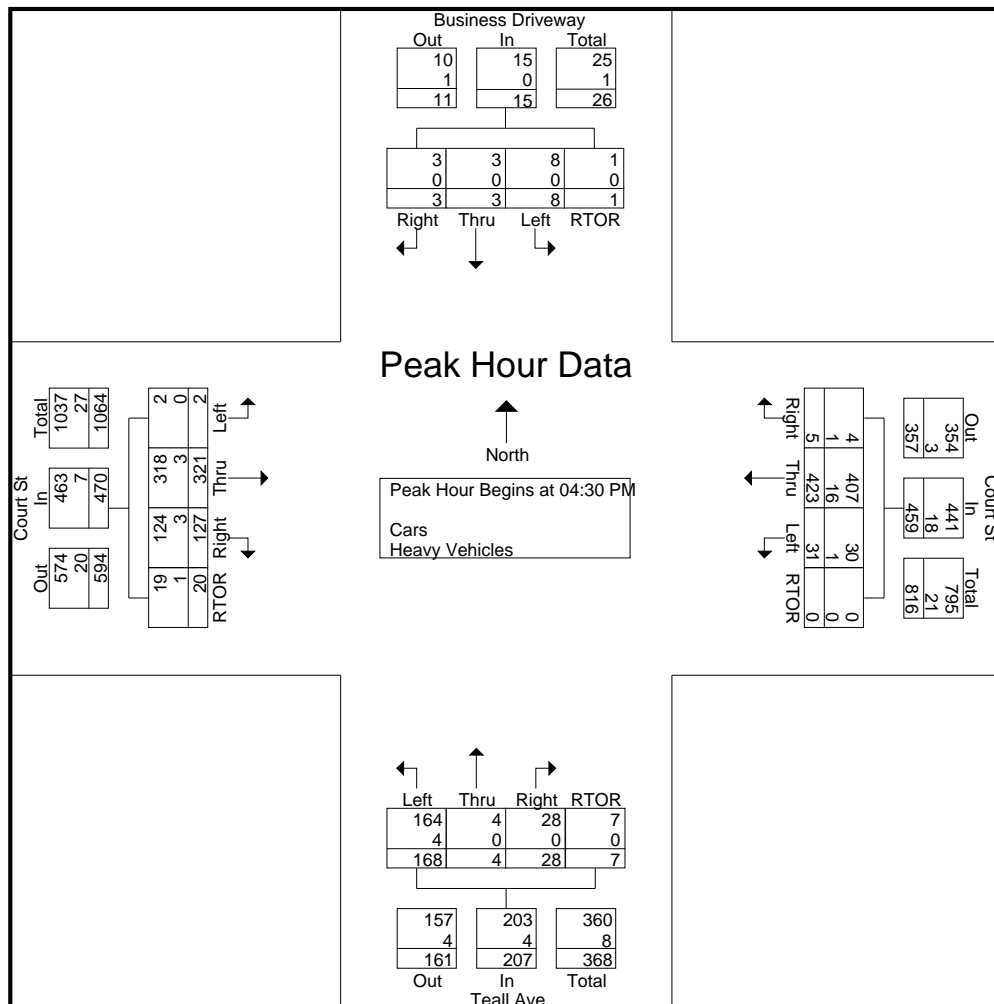 Business Driveway
Out In Total
10 15 25
1 0 1
11 15 26
3 3 8 1
0 0 0 0
3 3 8 1
Right Thru Left RTOR
Peak Hour Data
North
Peak Hour Begins at 04:30 PM
Cars
Heavy Vehicles
Court St
Total In Out
1037 463 574
27 7 20
1064 470 594
2 318 124 19
0 3 3 1
2 321 127 20
Left Thru Right RTOR
Court St
Out In Total
354 441 795
3 18 21
357 459 816
4 407 30 0
1 16 1 0
5 423 31 0
Right Thru Left RTOR
Left Thru Right RTOR
164 4 28 7
4 0 0 0
168 4 28 7
157 203 360
4 4 8
161 207 368
Out In Total
Teall Ave